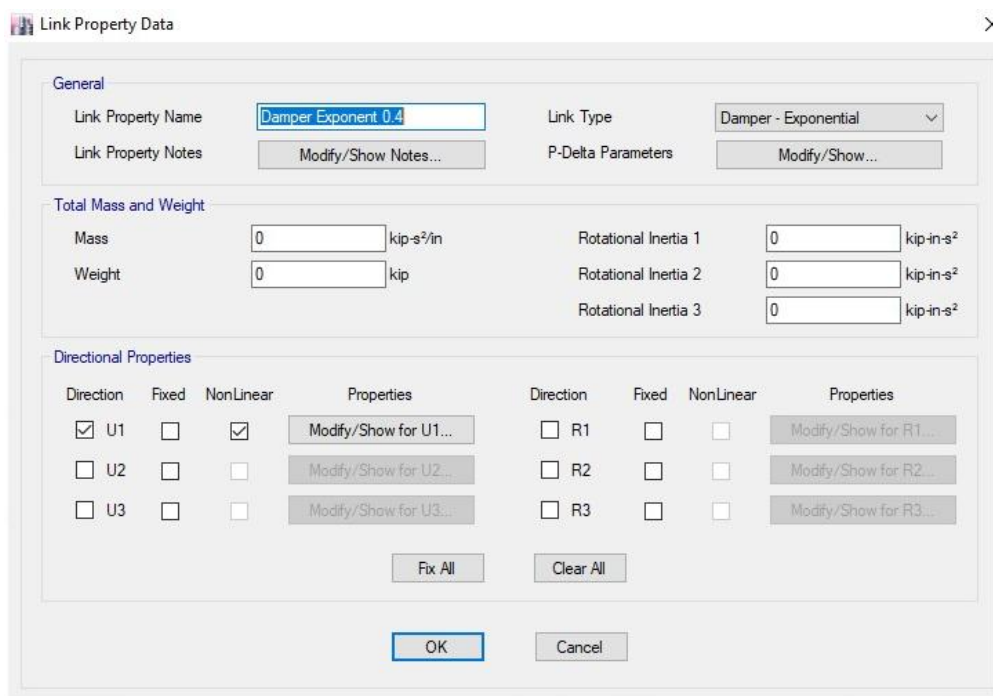 Link Property Data
General
Link Property Name Damper Exponent 0.4 Link Type Damper - Exponential
Link Property Notes Modify/Show Notes... P-Delta Parameters Modify/Show...
Total Mass and Weight
Mass 0 kip-s²/in Rotational Inertia 1 0 kip-in-s²
Weight 0 kip Rotational Inertia 2 0 kip-in-s²
Rotational Inertia 3 0 kip-in-s²
Directional Properties
Direction Fixed NonLinear Properties Direction Fixed NonLinear Properties
U1 Modify/Show for U1... R1 Modify/Show for R1...
U2 Modify/Show for U2... R2 Modify/Show for R2...
U3 Modify/Show for U3... R3 Modify/Show for R3...
Fix All Clear All
OK Cancel